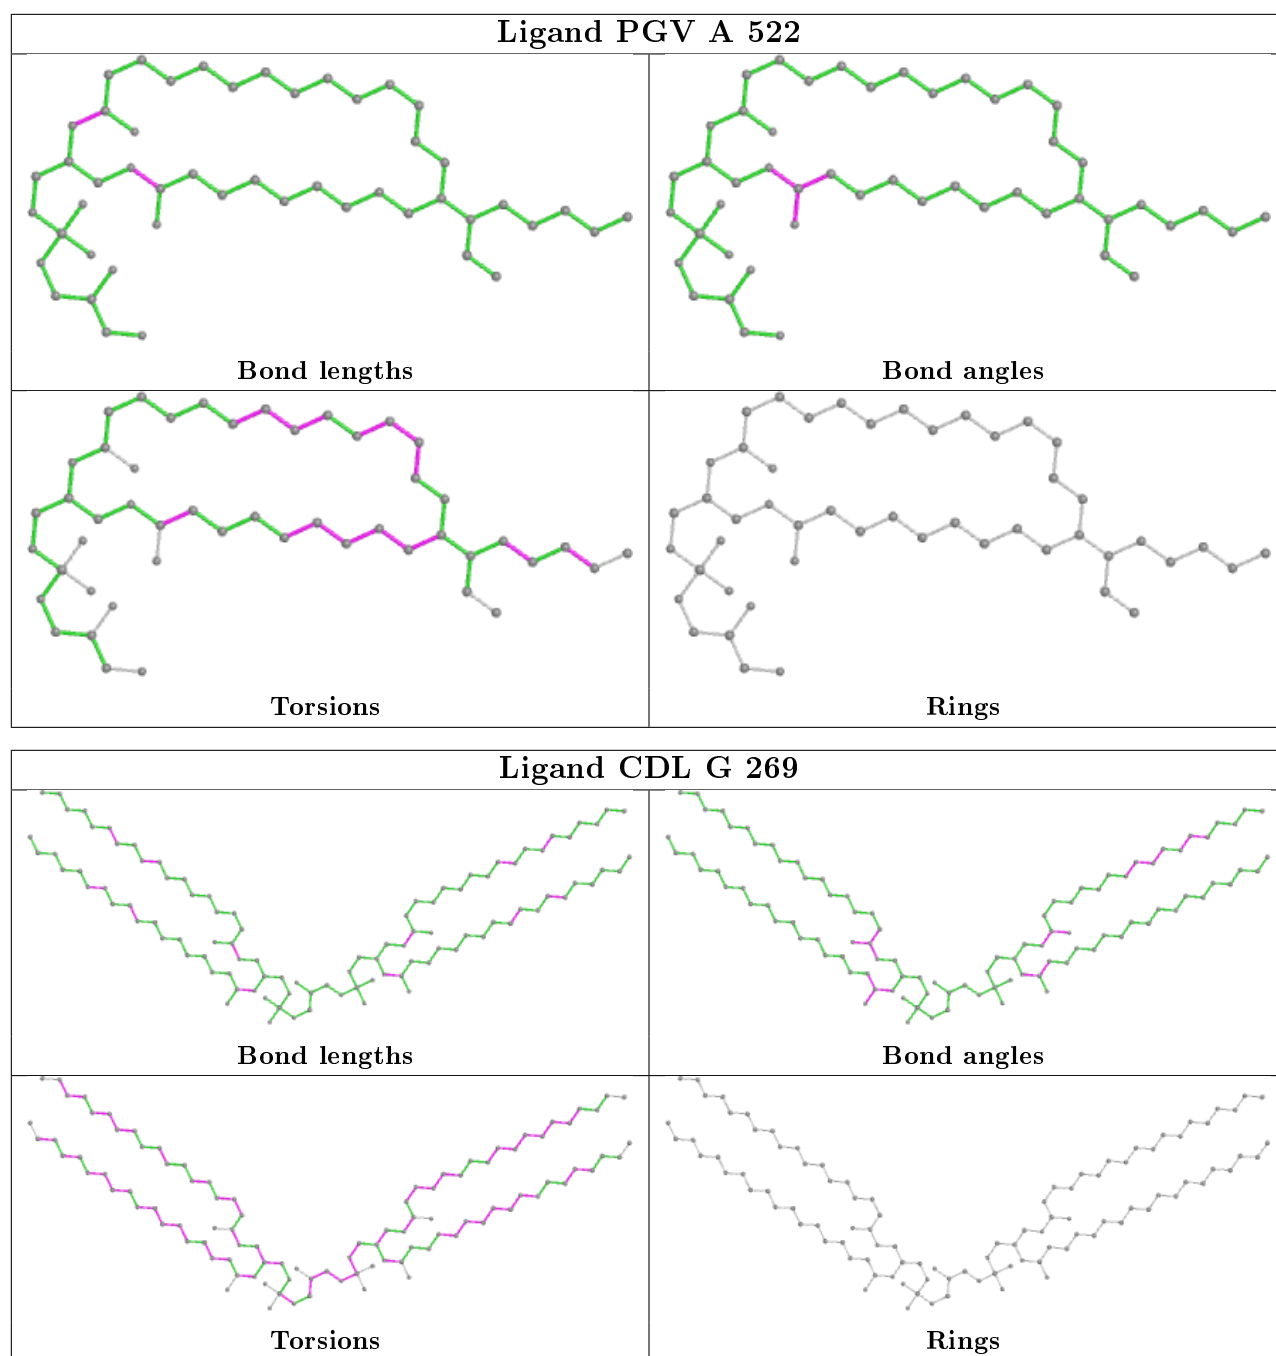 Ligand PGV A 522
Bond lengths
Bond angles
Torsions
Rings
Ligand CDL G 269
Bond lengths
Bond angles
Torsions
Rings